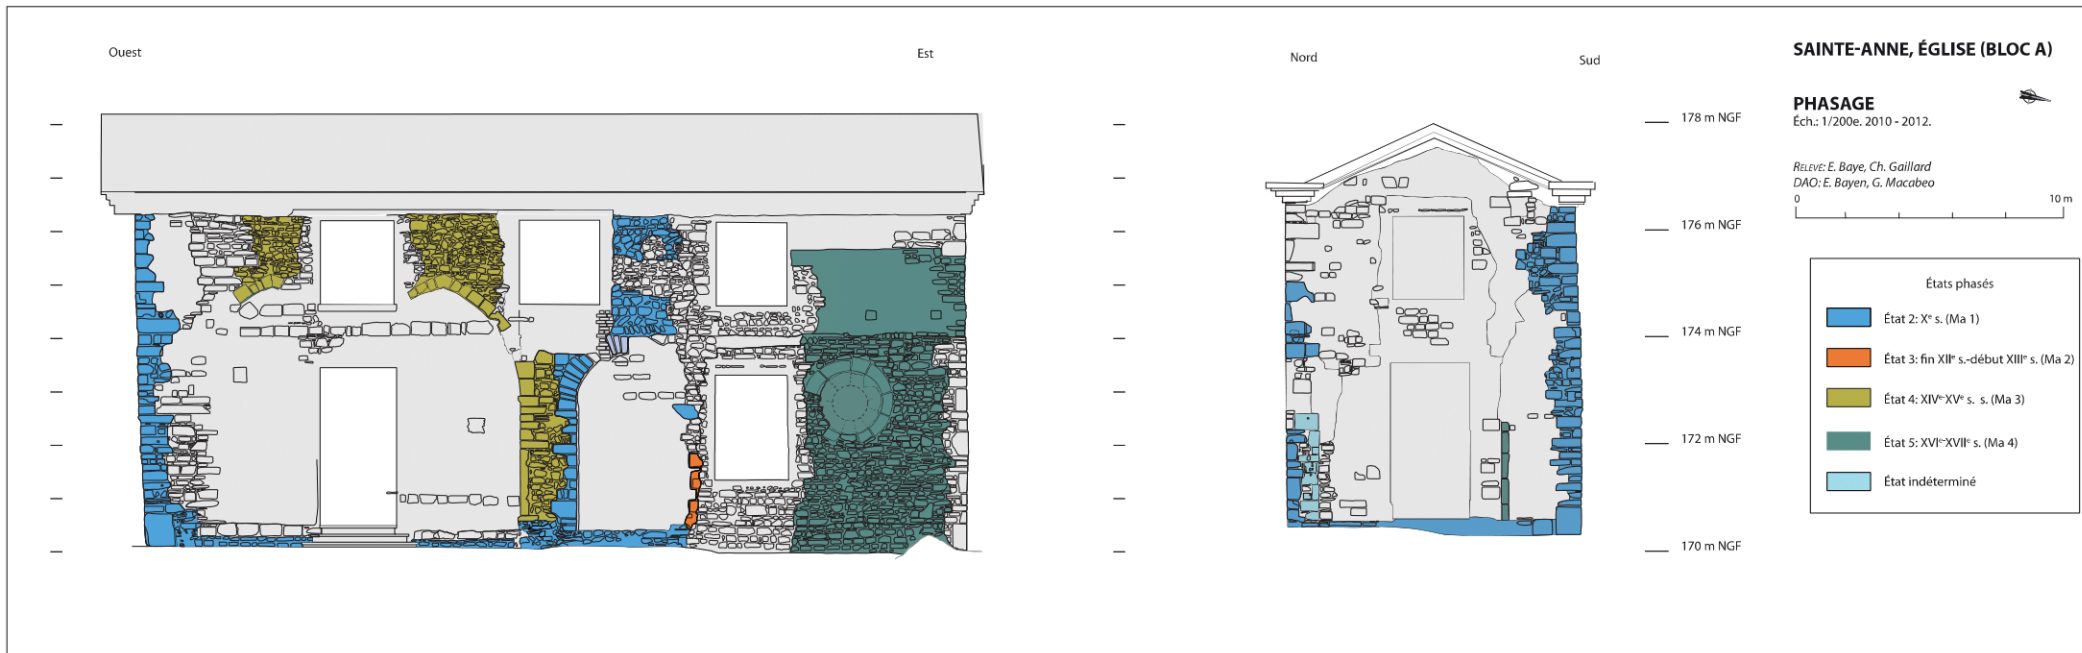 Ouest
Est
Nord
Sud
178 m NGF
176 m NGF
174 m NGF
172 m NGF
170 m NGF
SAINTE-ANNE, ÉGLISE (BLOC A)
PHASAGE
Éch.: 1/200e. 2010 - 2012.
RELEVÉ: E. Baye, Ch. Gaillard
DAO: E. Bayen, G. Macabeo
0 10 m
États phasés
État 2: Xᵉ s. (Ma 1)
État 3: fin XIIᵉ s.-début XIIIᵉ s. (Ma 2)
État 4: XIVᵉ-XVᵉ s. s. (Ma 3)
État 5: XVIᵉ-XVIIᵉ s. (Ma 4)
État indéterminé